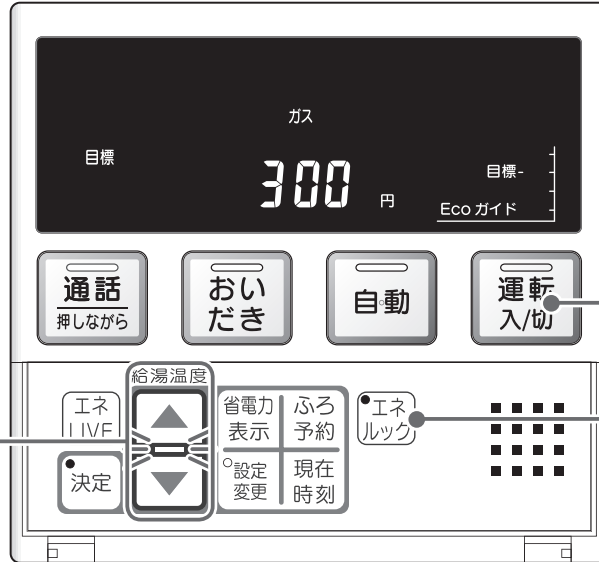 ガス
目標
300 円
目標-
Eco ガイド
通話
押しながら
おい
だき
自動
運転
入/切
給湯温度
エネ
LIVE
決定
省電力
表示
ふろ
予約
設定
変更
現在
時刻
エネ
ルック